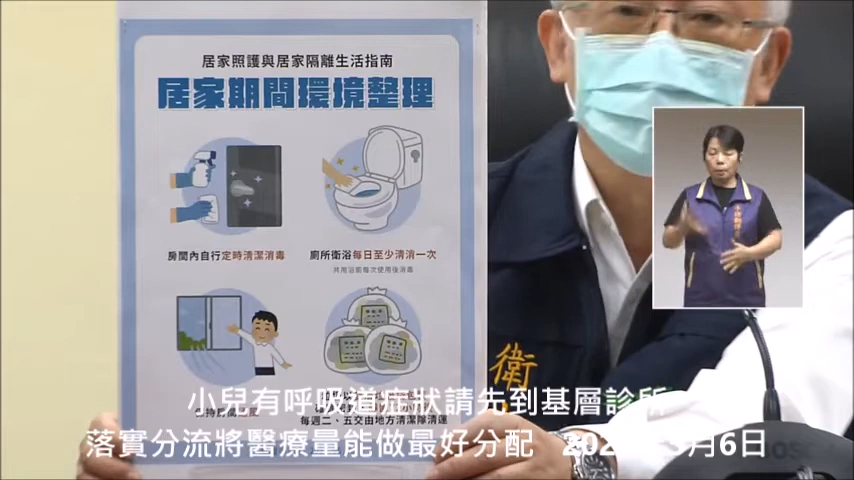 居家照護與居家隔離生活指南
居家期間環境整理
房間內自行定時清潔消毒
廁所衛浴每日至少清消一次
共用浴廁每次使用後消毒
每週二、五交由地方清潔隊清運
衛
小兒有呼吸道症狀請先到基層診所
落實分流將醫療量能做最好分配
月6日